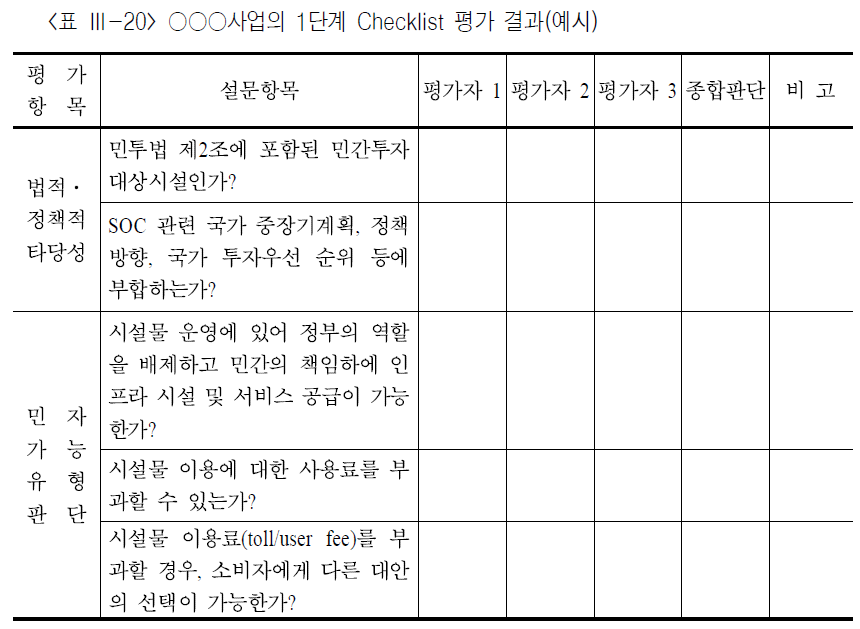 <표 Ⅲ-20> ○○○사업의 1단계 Checklist 평가 결과(예시)
평 가
항 목
설문항목
평가자 1
평가자 2
평가자 3
종합판단
비 고
법적·
정책적
타당성
민투법 제2조에 포함된 민간투자
대상시설인가?
SOC 관련 국가 중장기계획, 정책
방향, 국가 투자우선 순위 등에
부합하는가?
민 자
가 능
유 형
판 단
시설물 운영에 있어 정부의 역할
을 배제하고 민간의 책임하에 인
프라 시설 및 서비스 공급이 가능
한가?
시설물 이용에 대한 사용료를 부
과할 수 있는가?
시설물 이용료(toll/user fee)를 부
과할 경우, 소비자에게 다른 대안
의 선택이 가능한가?